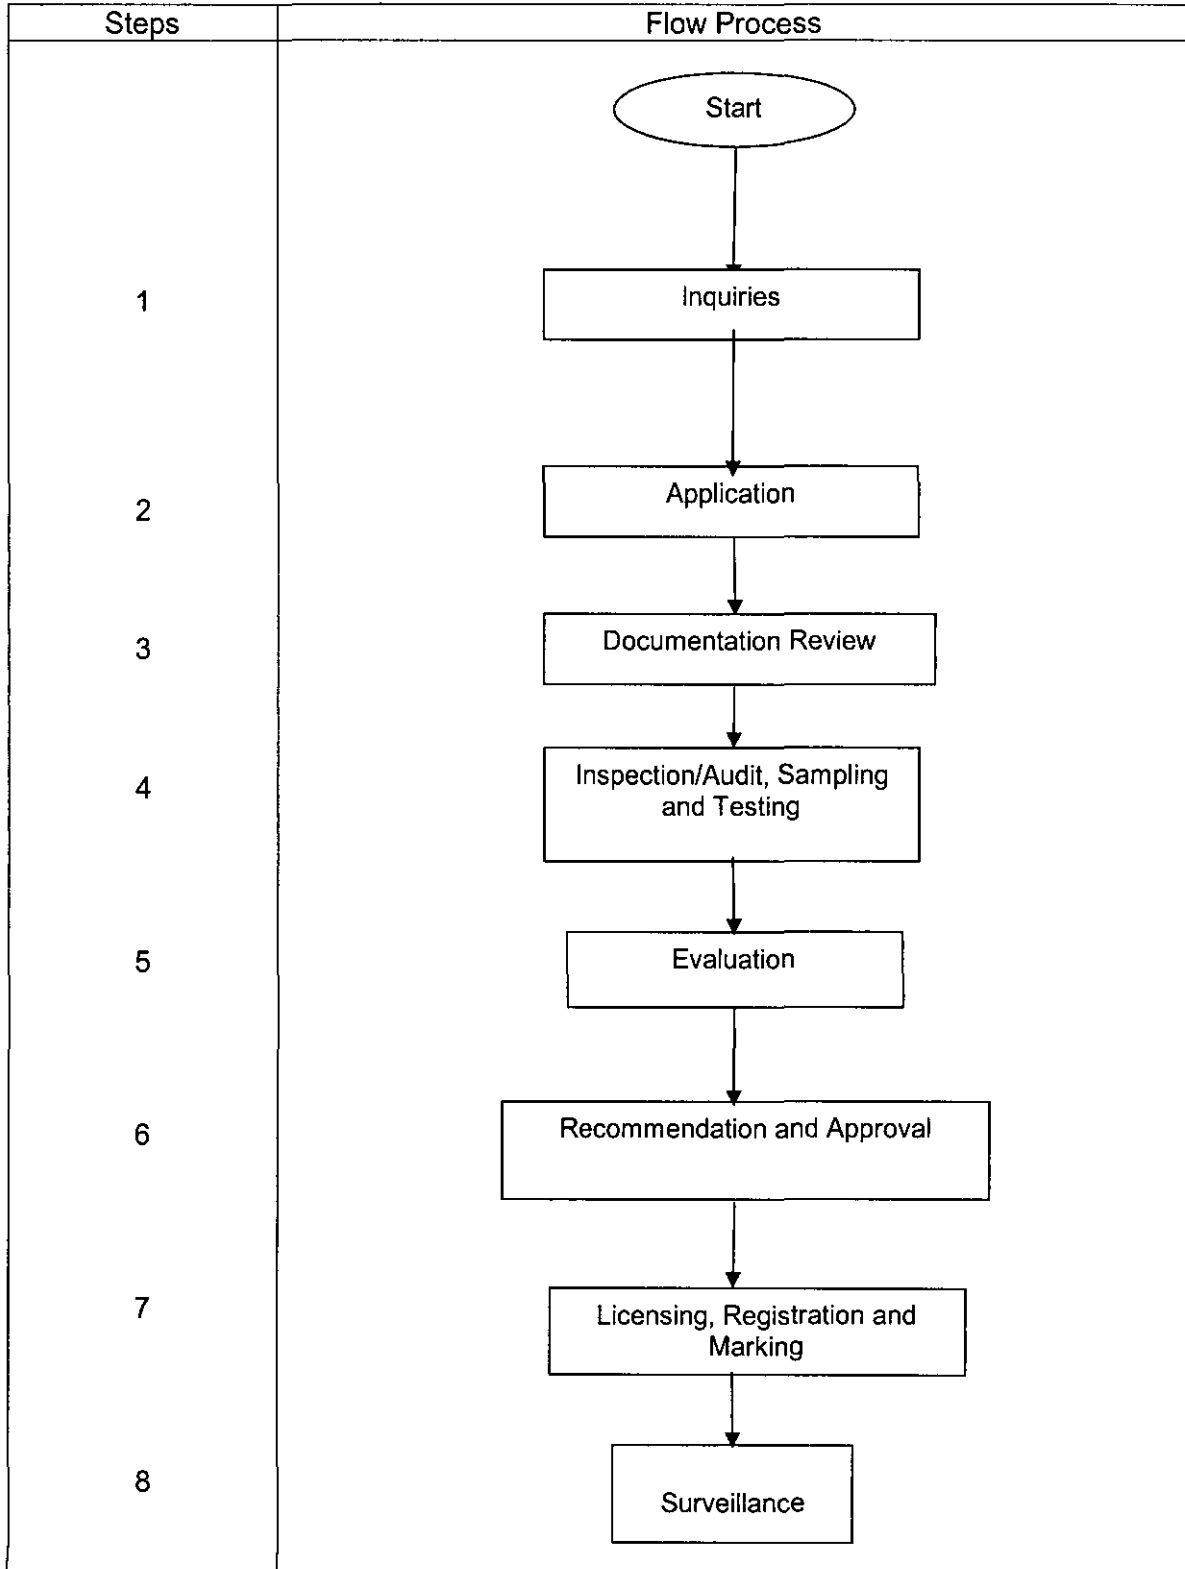 Steps
Flow Process
Start
1
Inquiries
2
Application
3
Documentation Review
4
Inspection/Audit, Sampling
and Testing
5
Evaluation
6
Recommendation and Approval
7
Licensing, Registration and
Marking
8
Surveillance